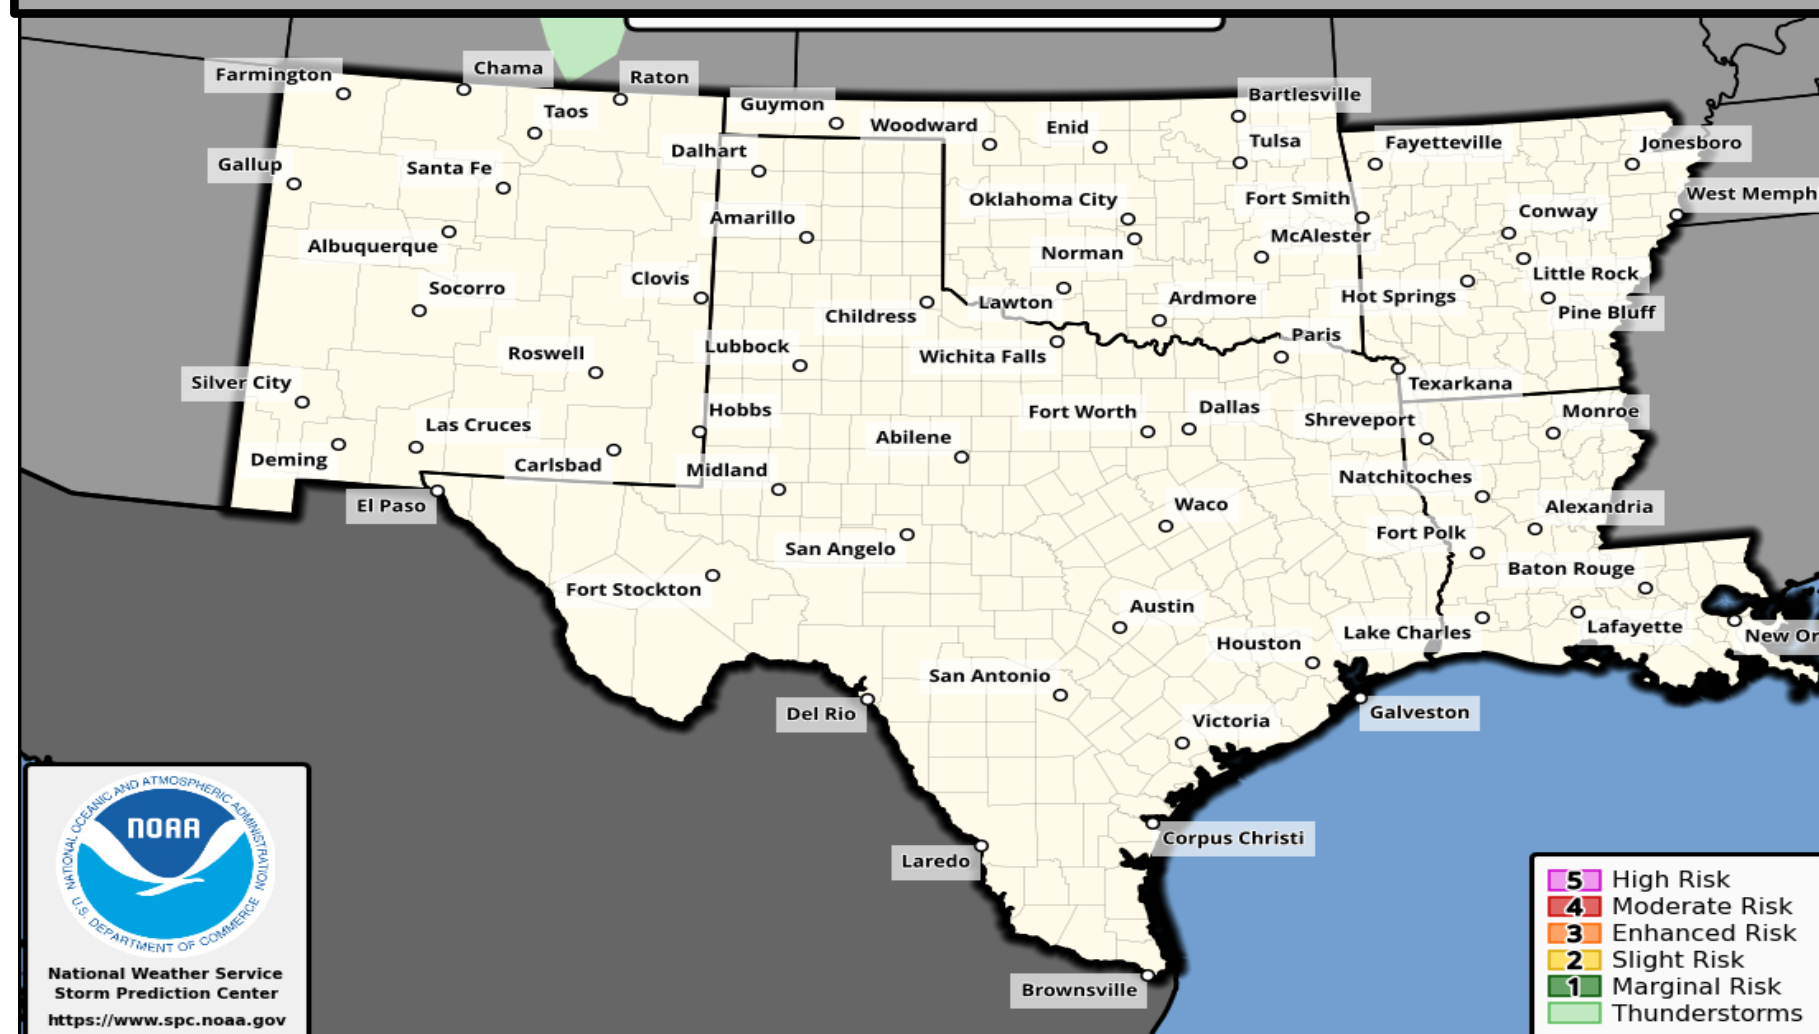 Farmington
Chama
Raton
Taos
Guymon
Woodward
Enid
Bartlesville
Tulsa
Fayetteville
Jonesboro
Gallup
Santa Fe
Dalhart
Amarillo
Oklahoma City
Fort Smith
Conway
West Memph
Albuquerque
Norman
McAlester
Socorro
Clovis
Childress
Lawton
Ardmore
Hot Springs
Little Rock
Pine Bluff
Roswell
Lubbock
Wichita Falls
Paris
Texarkana
Silver City
Las Cruces
Hobbs
Abilene
Fort Worth
Dallas
Shreveport
Monroe
Deming
Carlsbad
Midland
Natchitoches
El Paso
San Angelo
Waco
Fort Polk
Alexandria
Fort Stockton
Austin
Baton Rouge
Houston
Lake Charles
Lafayette
New Or
San Antonio
Del Rio
Victoria
Galveston
Corpus Christi
Laredo
Brownsville
NATIONAL OCEANIC AND ATMOSPHERIC ADMINISTRATION
NOAA
U.S. DEPARTMENT OF COMMERCE
National Weather Service
Storm Prediction Center
https://www.spc.noaa.gov
5 High Risk
4 Moderate Risk
3 Enhanced Risk
2 Slight Risk
1 Marginal Risk
Thunderstorms